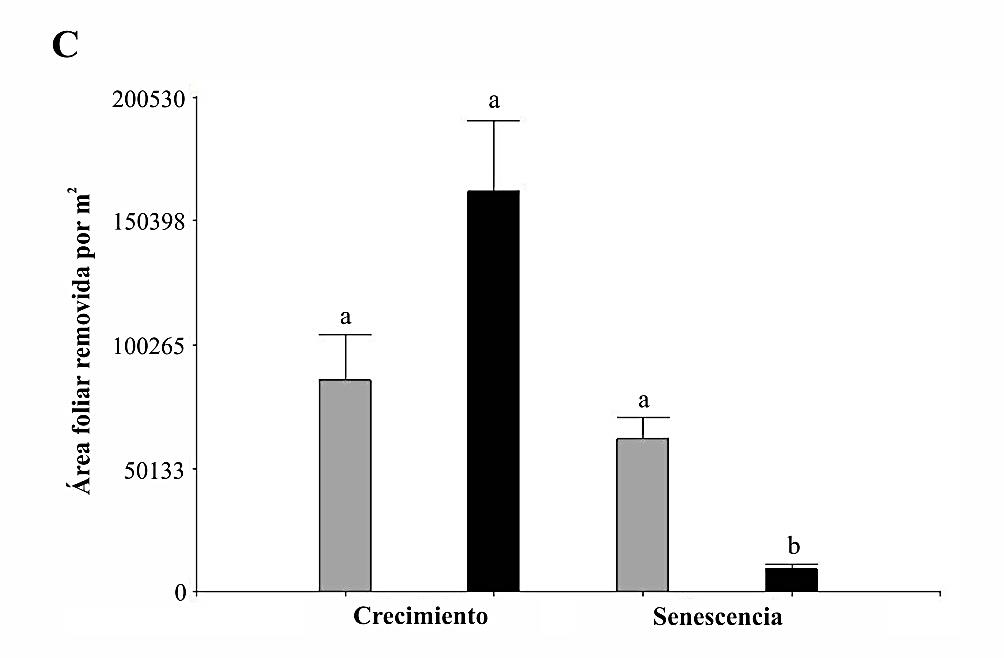 C
200530
150398
100265
50133
0
Área foliar removida por m²
a
a
a
b
Crecimiento
Senescencia